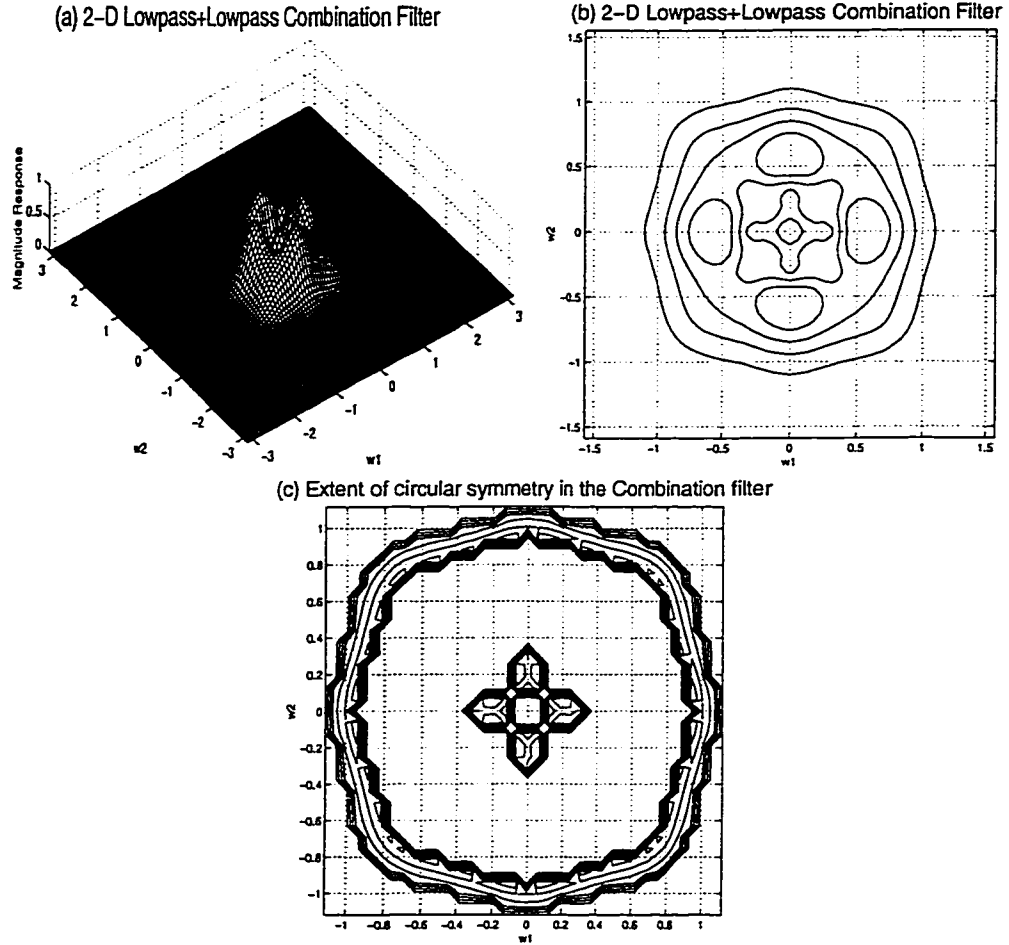 (a) 2-D Lowpass+Lowpass Combination Filter
Magnitude Response
1
0.5
0
3
2
1
0
-1
-2
-3
w2
-3
-2
-1
0
1
2
3
w1
(b) 2-D Lowpass+Lowpass Combination Filter
1.5
1
0.5
0
-0.5
-1
-1.5
w2
-1.5 -1 -0.5 0 0.5 1 1.5
w1
(c) Extent of circular symmetry in the Combination filter
1
0.8
0.6
0.4
0.2
0
-0.2
-0.4
-0.6
-0.8
-1
w2
-1 -0.8 -0.6 -0.4 -0.2 0 0.2 0.4 0.6 0.8 1
w1